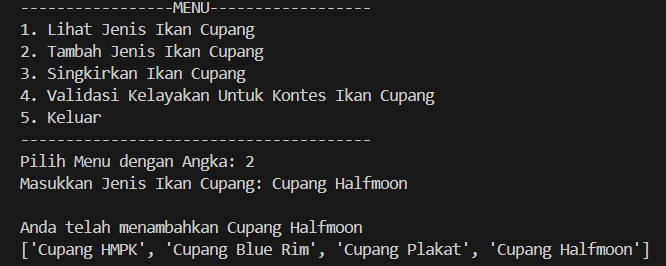 -----------------MENU------------------
1. Lihat Jenis Ikan Cupang
2. Tambah Jenis Ikan Cupang
3. Singkirkan Ikan Cupang
4. Validasi Kelayakan Untuk Kontes Ikan Cupang
5. Keluar
---------------------------------------
Pilih Menu dengan Angka: 2
Masukkan Jenis Ikan Cupang: Cupang Halfmoon
Anda telah menambahkan Cupang Halfmoon
['Cupang HMPK', 'Cupang Blue Rim', 'Cupang Plakat', 'Cupang Halfmoon']